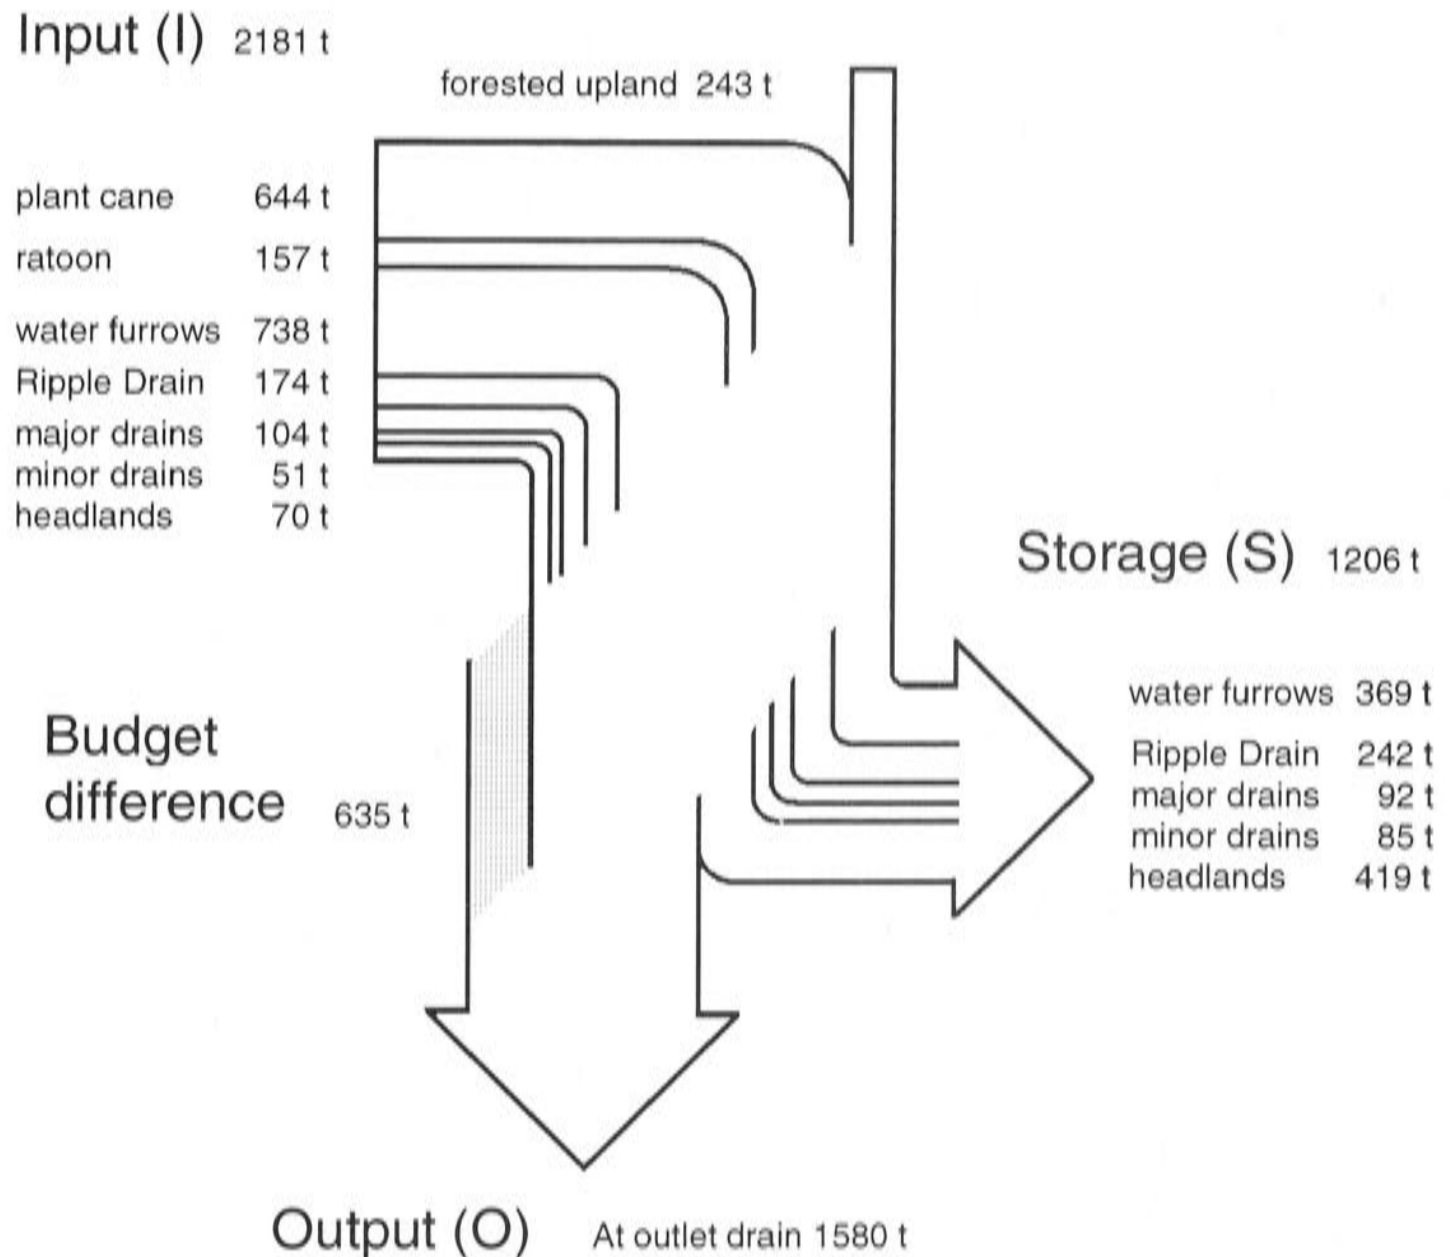 Input (I) 2181 t
forested upland 243 t
plant cane 644 t
ratoon 157 t
water furrows 738 t
Ripple Drain 174 t
major drains 104 t
minor drains 51 t
headlands 70 t
Storage (S) 1206 t
water furrows 369 t
Ripple Drain 242 t
major drains 92 t
minor drains 85 t
headlands 419 t
Budget
difference 635 t
Output (O) At outlet drain 1580 t